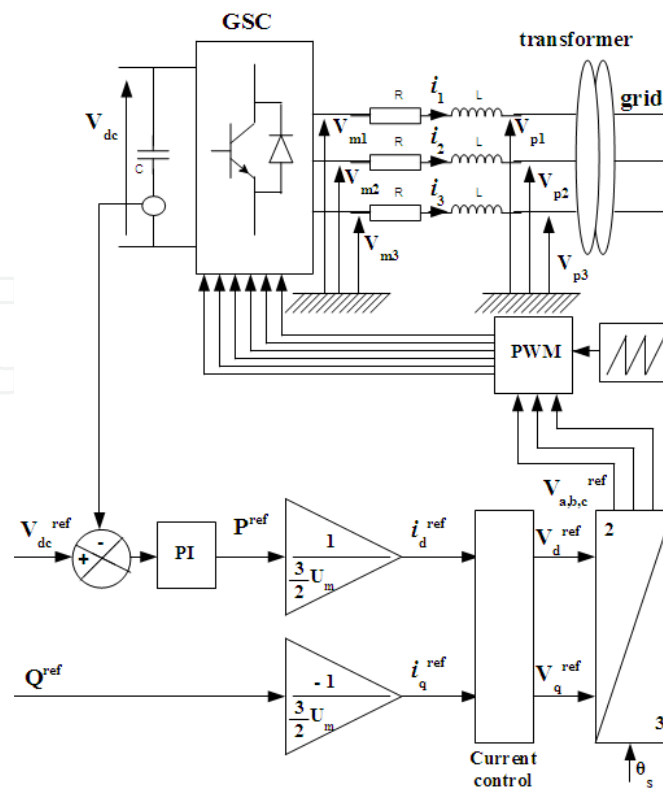 GSC
transformer
grid
V dc
C
R
i 1
L
V m1
V p1
R
i 2
L
V m2
V p2
R
i 3
L
V m3
V p3
PWM
V a,b,c ref
V dc ref
-
+
PI
P ref
1
3
2 U m
i d ref
V d ref
2
Q ref
- 1
3
2 U m
i q ref
V q ref
3
Current
control
θ s